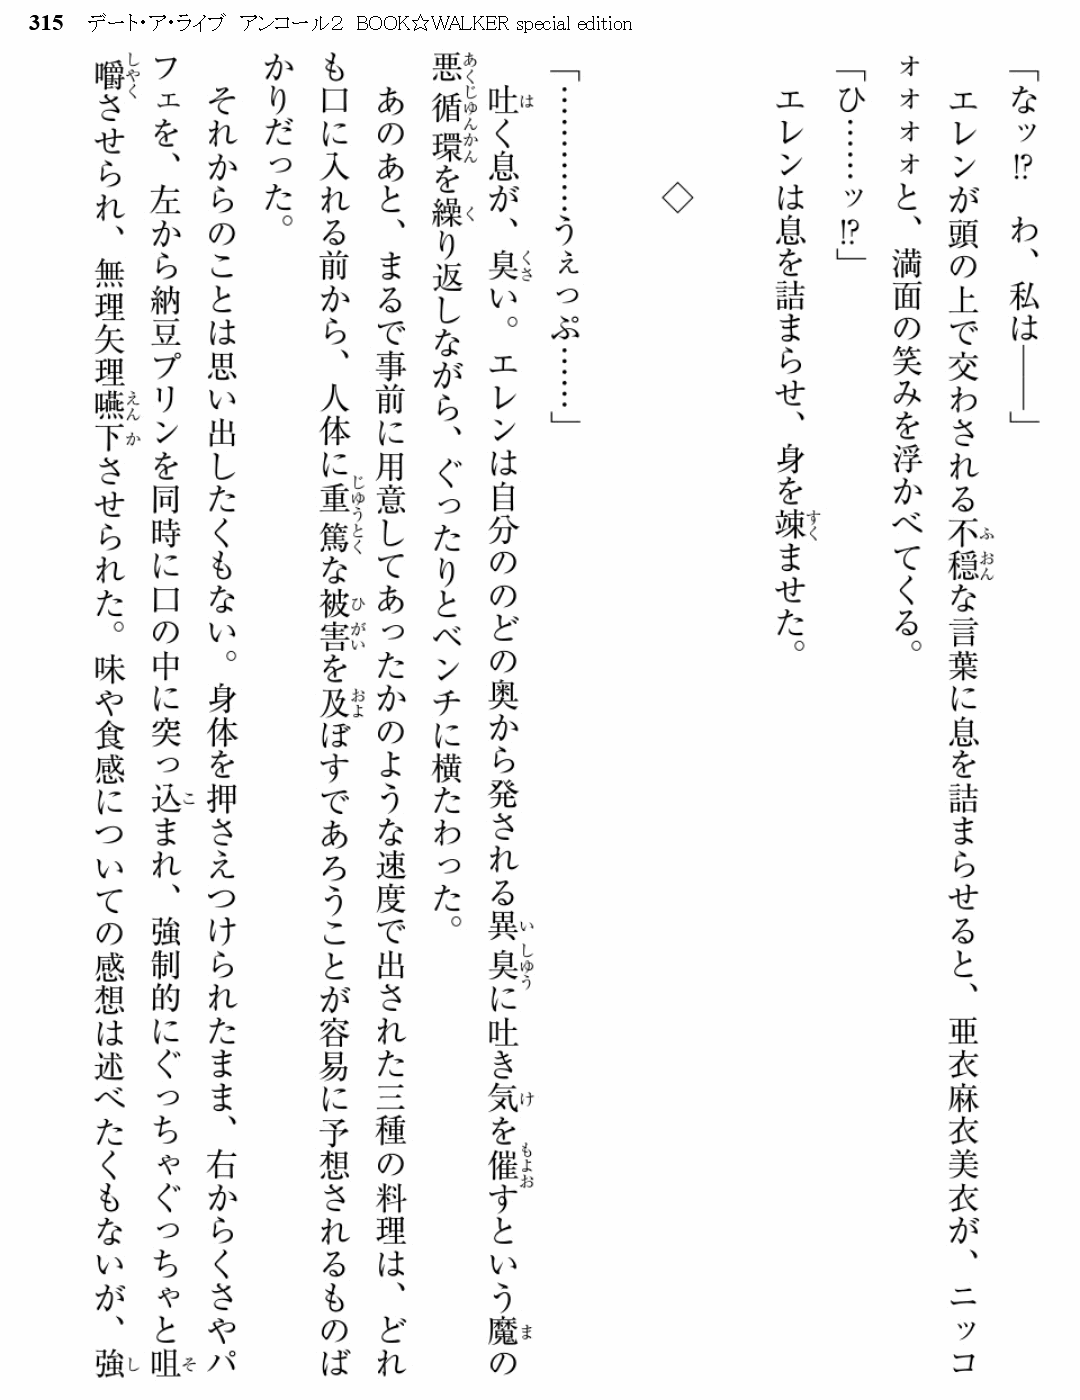 315 デート・ア・ライブ アンコール2 BOOK☆WALKER special edition
「なッ!? わ、私は――」
エレンが頭の上で交わされる不穏な言葉に息を詰まらせると、亜衣麻衣美衣が、ニッコ
ォォォォと、満面の笑みを浮かべてくる。
「ひ……ッ!?」
エレンは息を詰まらせ、身を竦ませた。
◇
「…………うぇっぷ……」
吐く息が、臭い。エレンは自分ののどの奥から発される異臭に吐き気を催すという魔の
悪循環を繰り返しながら、ぐったりとベンチに横たわった。
あのあと、まるで事前に用意してあったかのような速度で出された三種の料理は、どれ
も口に入れる前から、人体に重篤な被害を及ぼすであろうことが容易に予想されるものば
かりだった。
それからのことは思い出したくもない。身体を押さえつけられたまま、右からくさやパ
フェを、左から納豆プリンを同時に口の中に突っ込まれ、強制的にぐっちゃぐっちゃと咀
嚼させられ、無理矢理嚥下させられた。味や食感についての感想は述べたくもないが、強